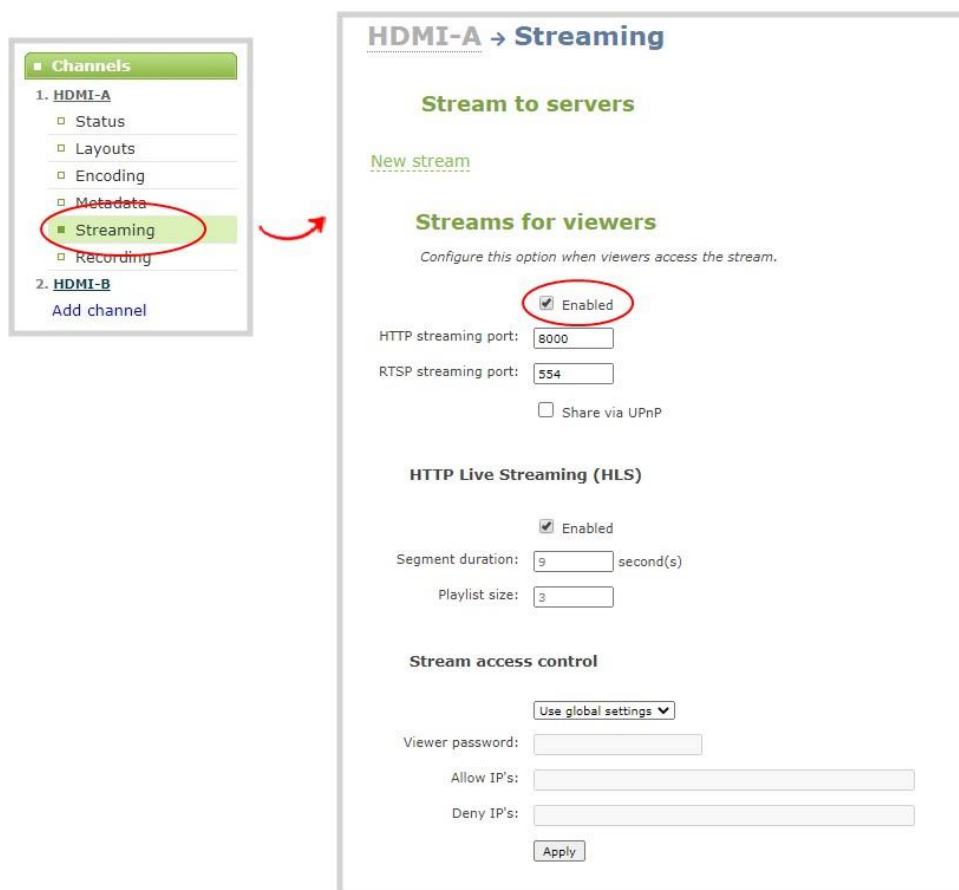 Channels
1. HDMI-A
Status
Layouts
Encoding
Metadata
Streaming
Recording
2. HDMI-B
Add channel
HDMI-A → Streaming
Stream to servers
New stream
Streams for viewers
Configure this option when viewers access the stream.
Enabled
HTTP streaming port: 8000
RTSP streaming port: 554
Share via UPnP
HTTP Live Streaming (HLS)
Enabled
Segment duration: 9 second(s)
Playlist size: 3
Stream access control
Use global settings
Viewer password:
Allow IP's:
Deny IP's:
Apply